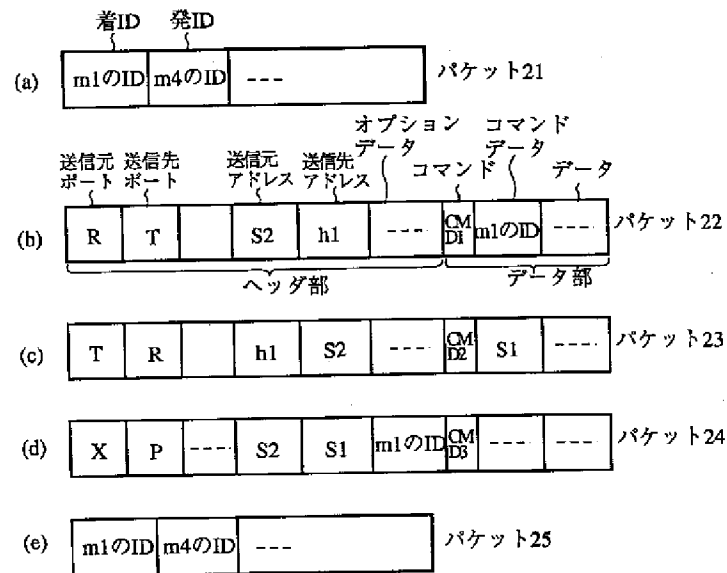 着ID 発ID
(a) m1のID m4のID --- パケット21
送信元ポート 送信先ポート 送信元アドレス 送信先アドレス オプションデータ コマンド コマンドデータ データ
(b) R T S2 h1 --- CMD1 m1のID --- パケット22
ヘッダ部 データ部
(c) T R h1 S2 ---- CMD2 S1 ---- パケット23
(d) X P ---- S2 S1 m1のID CMD3 --- --- パケット24
(e) m1のID m4のID --- パケット25